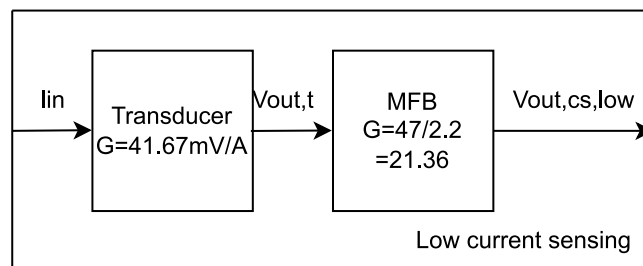 Iin
Transducer
G=41.67mV/A
Vout,t
MFB
G=47/2.2
=21.36
Vout,cs,low
Low current sensing